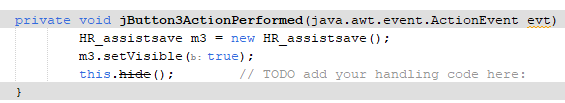 private void jButton3ActionPerformed(java.awt.event.ActionEvent evt)
HR_assistsave m3 = new HR_assistsave();
m3.setVisible(b: true);
this.hide();          // TODO add your handling code here:
}